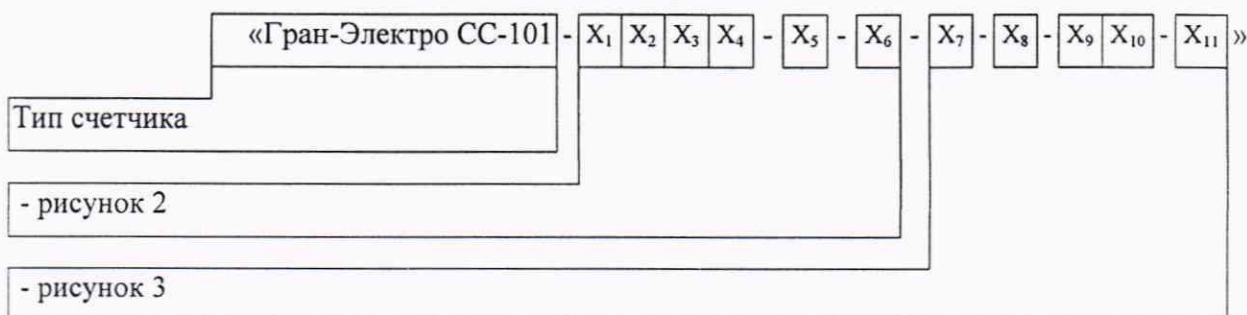 «Гран-Электро СС-101 - X₁ X₂ X₃ X₄ - X₅ - X₆ - X₇ - X₈ - X₉ X₁₀ - X₁₁ »
Тип счетчика
- рисунок 2
- рисунок 3